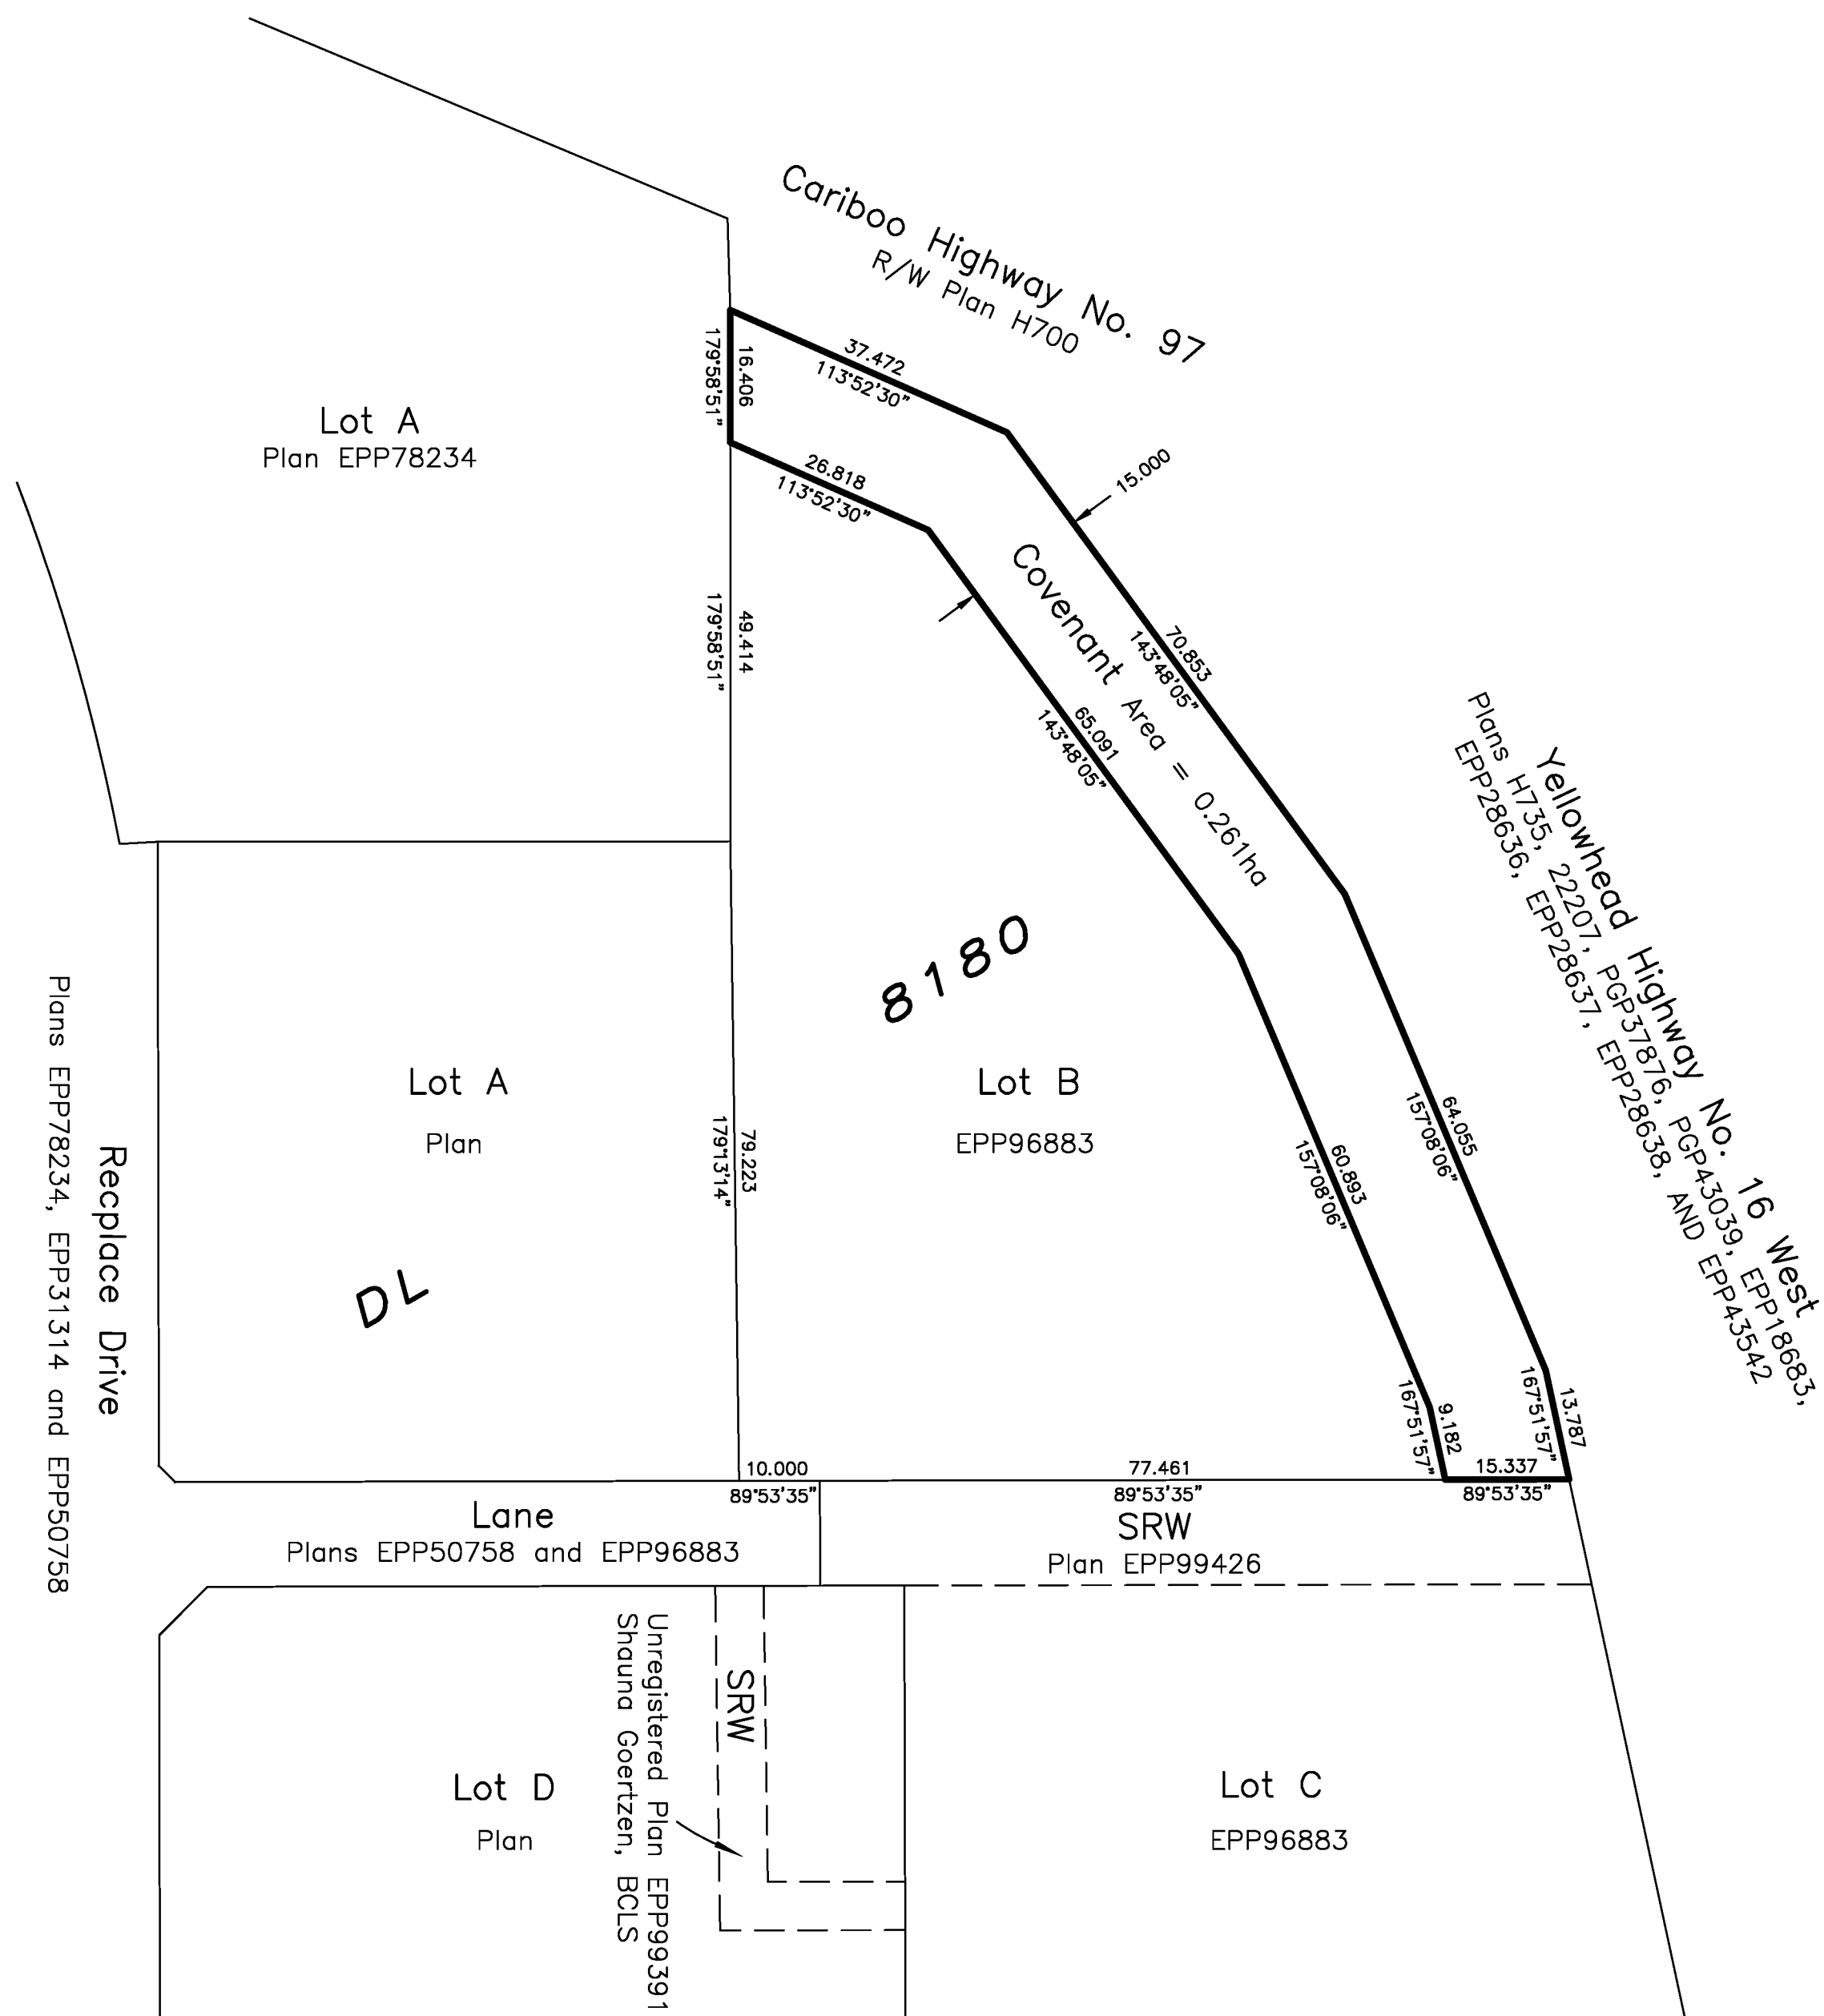 Cariboo Highway No. 97
R/W Plan H700
37.472
113°52'30"
16.406
179°58'51"
Lot A
Plan EPP78234
26.818
113°52'30"
15.000
Covenant Area = 0.261ha
70.853
143°48'05"
49.414
179°58'51"
65.091
143°48'05"
Yellowhead Highway No. 16 West
Plans H735, 22207, PGP37876, PGP43039, EPP18683,
EPP28636, EPP28637, EPP28638, AND EPP43542
8180
Lot A
Plan
Lot B
EPP96883
79.223
179°13'14"
64.055
157°08'06"
60.893
157°08'06"
Recplace Drive
Plans EPP78234, EPP31314 and EPP50758
DL
13.787
167°51'57"
9.182
167°51'57"
10.000
89°53'35"
77.461
89°53'35"
15.337
89°53'35"
Lane
Plans EPP50758 and EPP96883
SRW
Plan EPP99426
Unregistered Plan EPP99391
Shauna Goertzen, BCLS
SRW
Lot D
Plan
Lot C
EPP96883